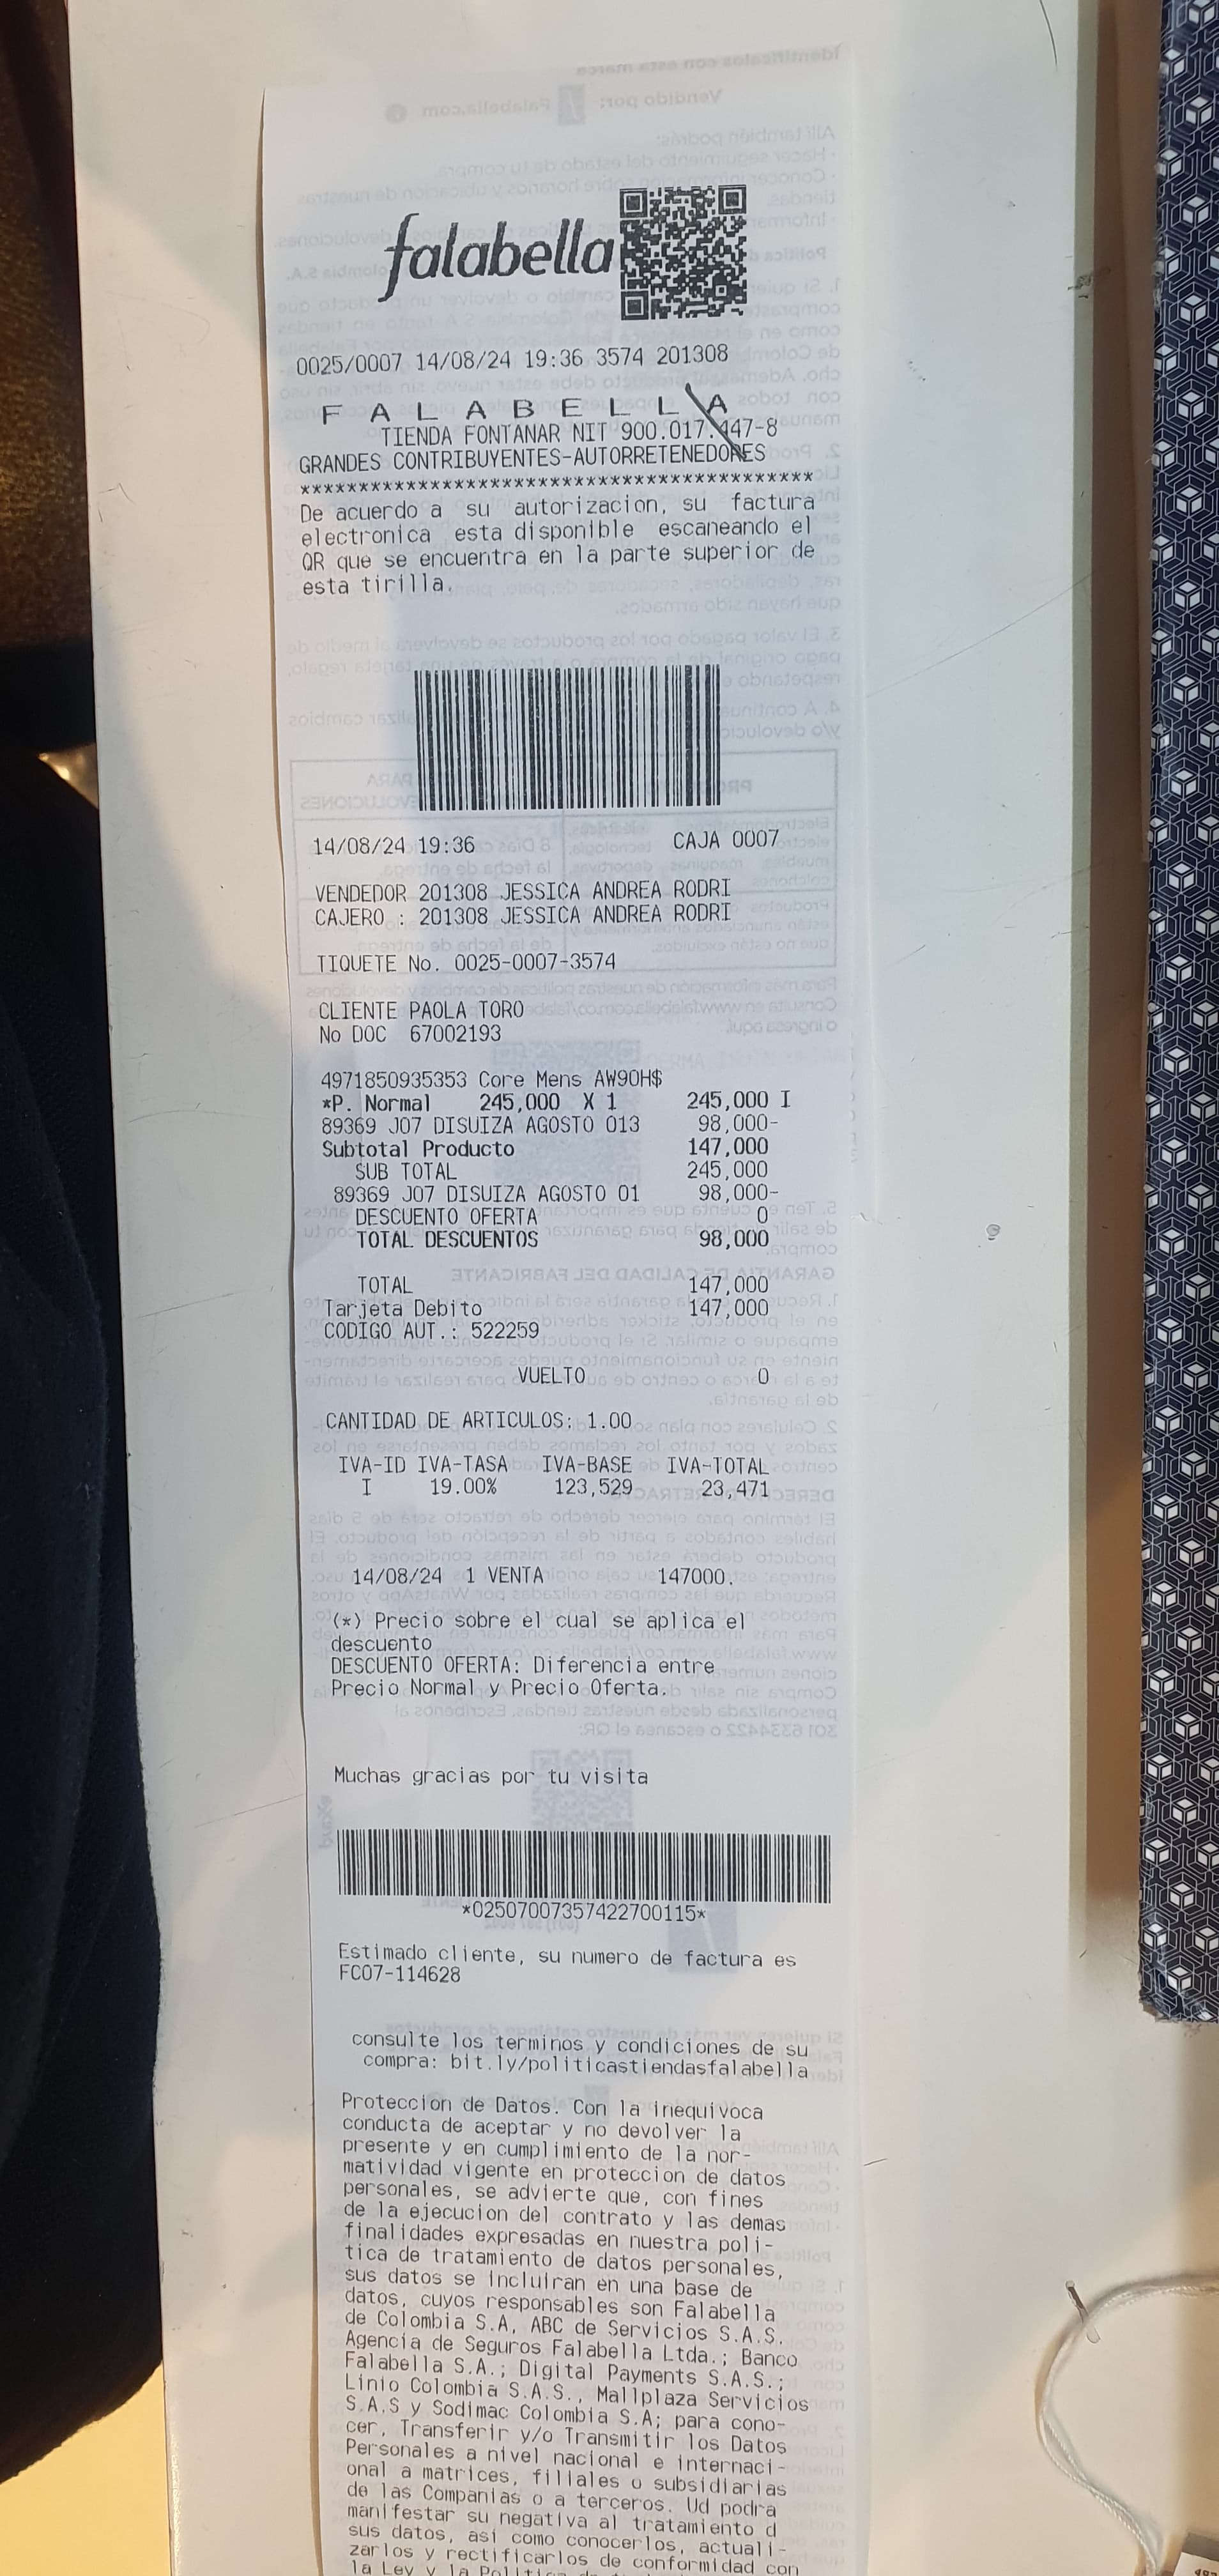 falabella
0025/0007 14/08/24 19:36 3574 201308
F A L A B E L L A
TIENDA FONTANAR NIT 900.017.447-8
GRANDES CONTRIBUYENTES-AUTORRETENEDORES
********************************************
De acuerdo a su autorizacion, su factura
electronica esta disponible escaneando el
QR que se encuentra en la parte superior de
esta tirilla.
14/08/24 19:36 CAJA 0007
VENDEDOR 201308 JESSICA ANDREA RODRI
CAJERO : 201308 JESSICA ANDREA RODRI
TIQUETE No. 0025-0007-3574
CLIENTE PAOLA TORO
No DOC 67002193
4971850935353 Core Mens AW90H$
*P. Normal 245,000 X 1 245,000 I
89369 J07 DISUIZA AGOSTO 013 98,000-
Subtotal Producto 147,000
SUB TOTAL 245,000
89369 J07 DISUIZA AGOSTO 01 98,000-
DESCUENTO OFERTA 0
TOTAL DESCUENTOS 98,000
TOTAL 147,000
Tarjeta Debito 147,000
CODIGO AUT.: 522259
VUELTO 0
CANTIDAD DE ARTICULOS: 1.00
IVA-ID IVA-TASA IVA-BASE IVA-TOTAL
I 19.00% 123,529 23,471
14/08/24 1 VENTA 147000.
(*) Precio sobre el cual se aplica el
descuento
DESCUENTO OFERTA: Diferencia entre
Precio Normal y Precio Oferta.
Muchas gracias por tu visita
*02507007357422700115*
Estimado cliente, su numero de factura es
FC07-114628
consulte los terminos y condiciones de su
compra: bit.ly/politicastiendasfalabella
Proteccion de Datos. Con la inequivoca
conducta de aceptar y no devolver la
presente y en cumplimiento de la nor-
matividad vigente en proteccion de datos
personales, se advierte que, con fines
de la ejecucion del contrato y las demas
finalidades expresadas en nuestra poli-
tica de tratamiento de datos personales,
sus datos se incluiran en una base de
datos, cuyos responsables son Falabella
de Colombia S.A, ABC de Servicios S.A.S.
Agencia de Seguros Falabella Ltda.; Banco
Falabella S.A.; Digital Payments S.A.S.;
Linio Colombia S.A.S., Mallplaza Servicios
S.A.S y Sodimac Colombia S.A; para cono-
cer, Transferir y/o Transmitir los Datos
Personales a nivel nacional e internaci-
onal a matrices, filiales o subsidiarias
de las Companias o a terceros. Ud podra
manifestar su negativa al tratamiento d
sus datos, asi como conocerlos, actuali-
zarlos y rectificarlos de conformidad con
la Ley y la